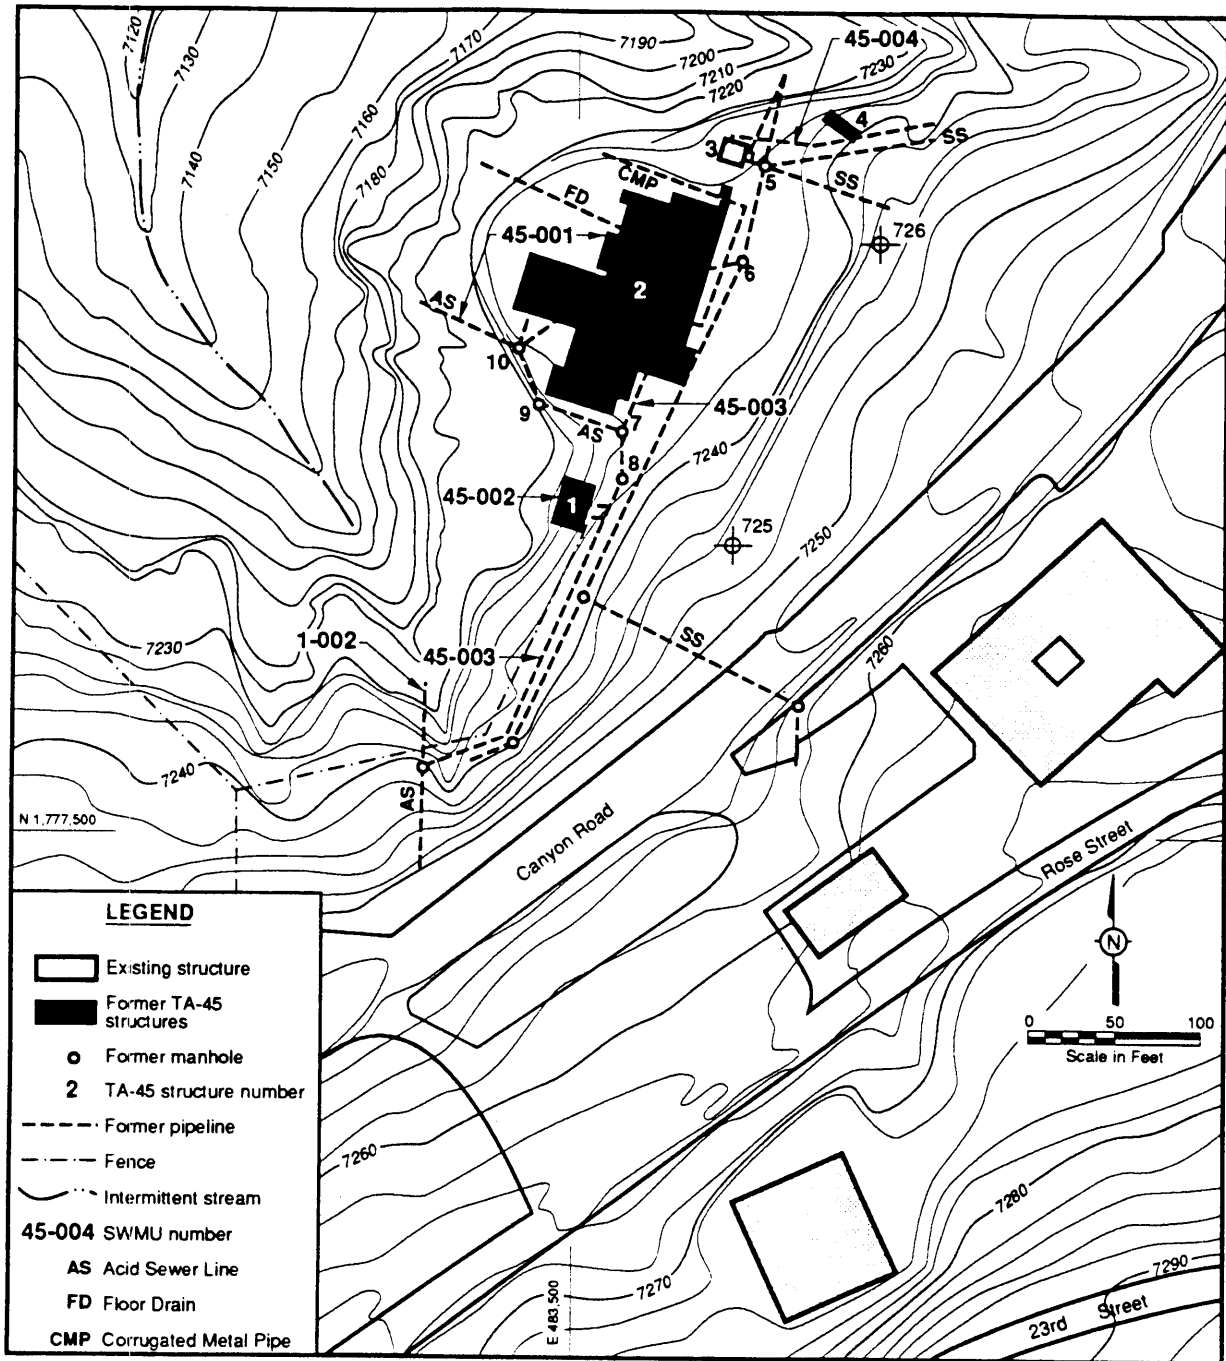 7120
7130
7170
7190
45-004
7200
7230
7210
7160
7220
4
3
SS
7140
7150
7180
CMP
5
SS
FD
45-001
726
6
2
AS
10
9
45-003
AS
7
7240
8
45-002
1
725
7250
SS
1-002
7230
45-003
7260
7240
AS
N 1,777,500
Canyon Road
Rose Street
LEGEND
N
Existing structure
Former TA-45
structures
0 50 100
Scale in Feet
Former manhole
2 TA-45 structure number
Former pipeline
7260
Fence
Intermittent stream
7280
45-004 SWMU number
AS Acid Sewer Line
7290
7270
FD Floor Drain
E 483,500
23rd Street
CMP Corrugated Metal Pipe